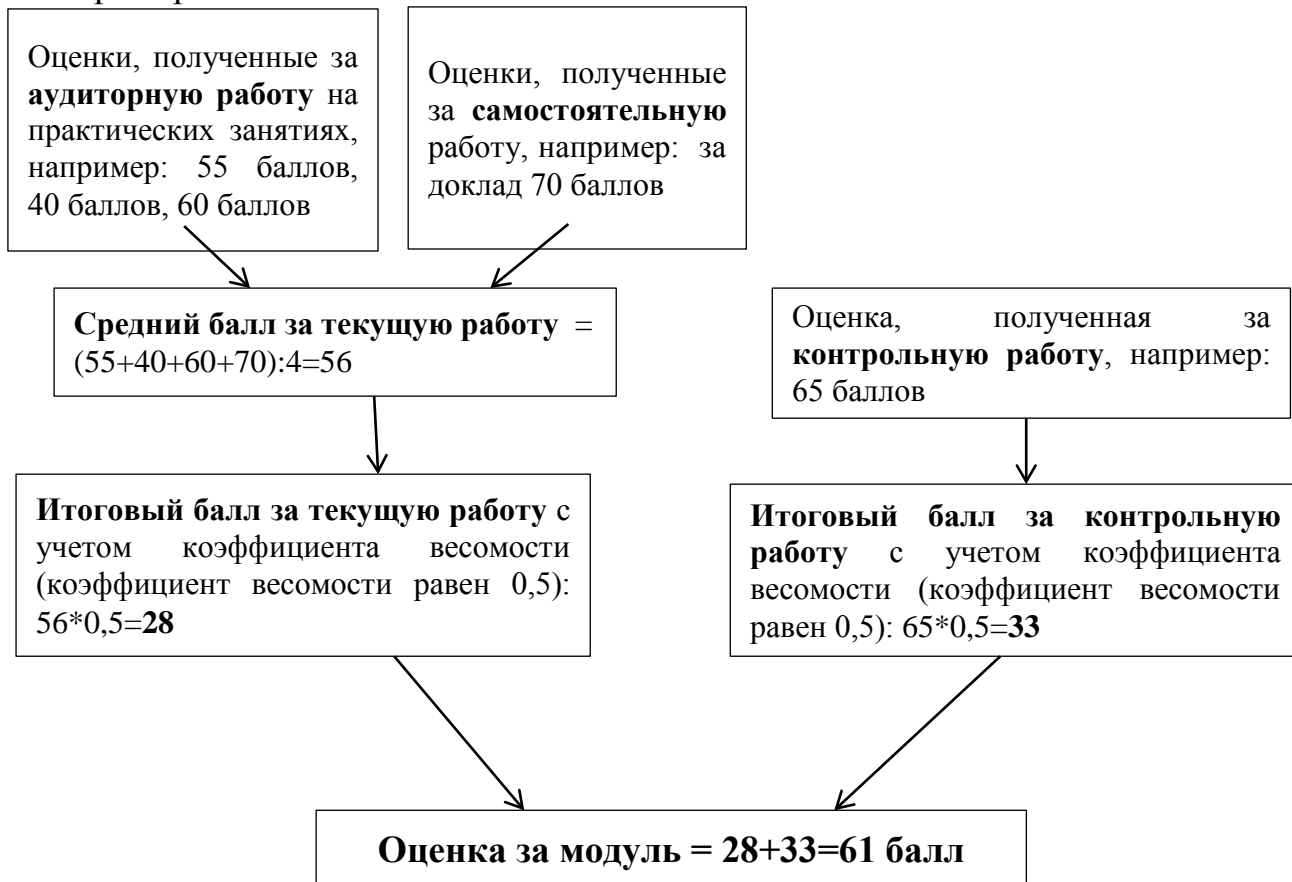 Оценки, полученные за
аудиторную работу на
практических занятиях,
например: 55 баллов,
40 баллов, 60 баллов
Оценки, полученные
за самостоятельную
работу, например: за
доклад 70 баллов
Средний балл за текущую работу =
(55+40+60+70):4=56
Оценка, полученная за
контрольную работу, например:
65 баллов
Итоговый балл за текущую работу с
учетом коэффициента весомости
(коэффициент весомости равен 0,5):
56*0,5=28
Итоговый балл за контрольную
работу с учетом коэффициента
весомости (коэффициент весомости
равен 0,5): 65*0,5=33
Оценка за модуль = 28+33=61 балл